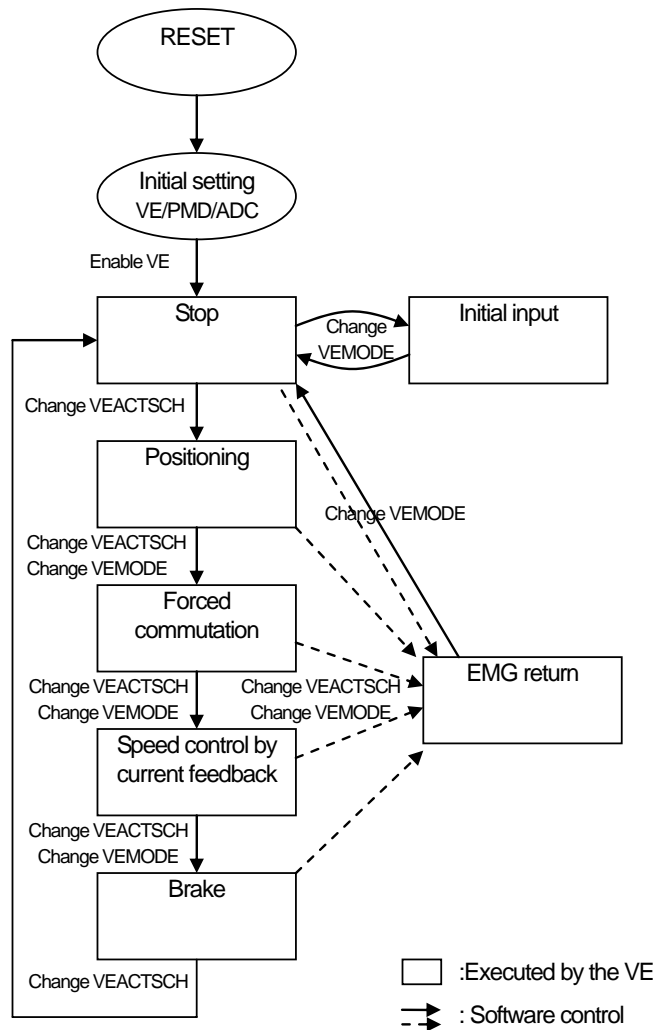 RESET
Initial setting
VE/PMD/ADC
Enable VE
Stop
Change
VEMODE
Initial input
Change VEACTSCH
Positioning
Change VEMODE
Change VEACTSCH
Change VEMODE
Forced
commutation
EMG return
Change VEACTSCH
Change VEMODE
Change VEACTSCH
Change VEMODE
Speed control by
current feedback
Change VEACTSCH
Change VEMODE
Brake
Change VEACTSCH
:Executed by the VE
: Software control